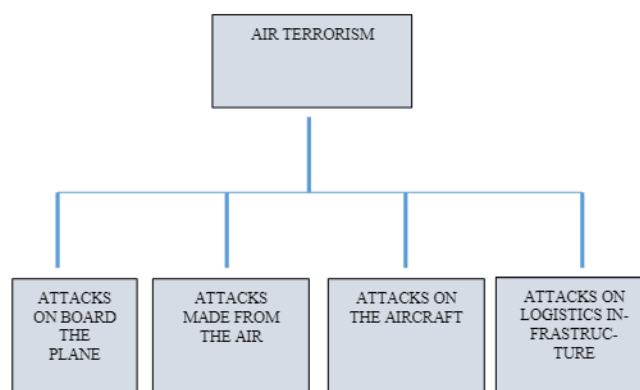 AIR TERRORISM
ATTACKS
ON BOARD
THE
PLANE
ATTACKS
MADE FROM
THE AIR
ATTACKS ON
THE AIRCRAFT
ATTACKS ON
LOGISTICS IN-
FRASTRUC-
TURE